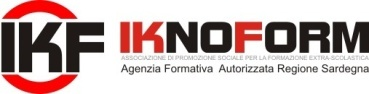 IKF IKNOFORM
ASSOCIAZIONE DI PROMOZIONE SOCIALE PER LA FORMAZIONE EXTRA-SCOLASTICA
Agenzia Formativa Autorizzata Regione Sardegna